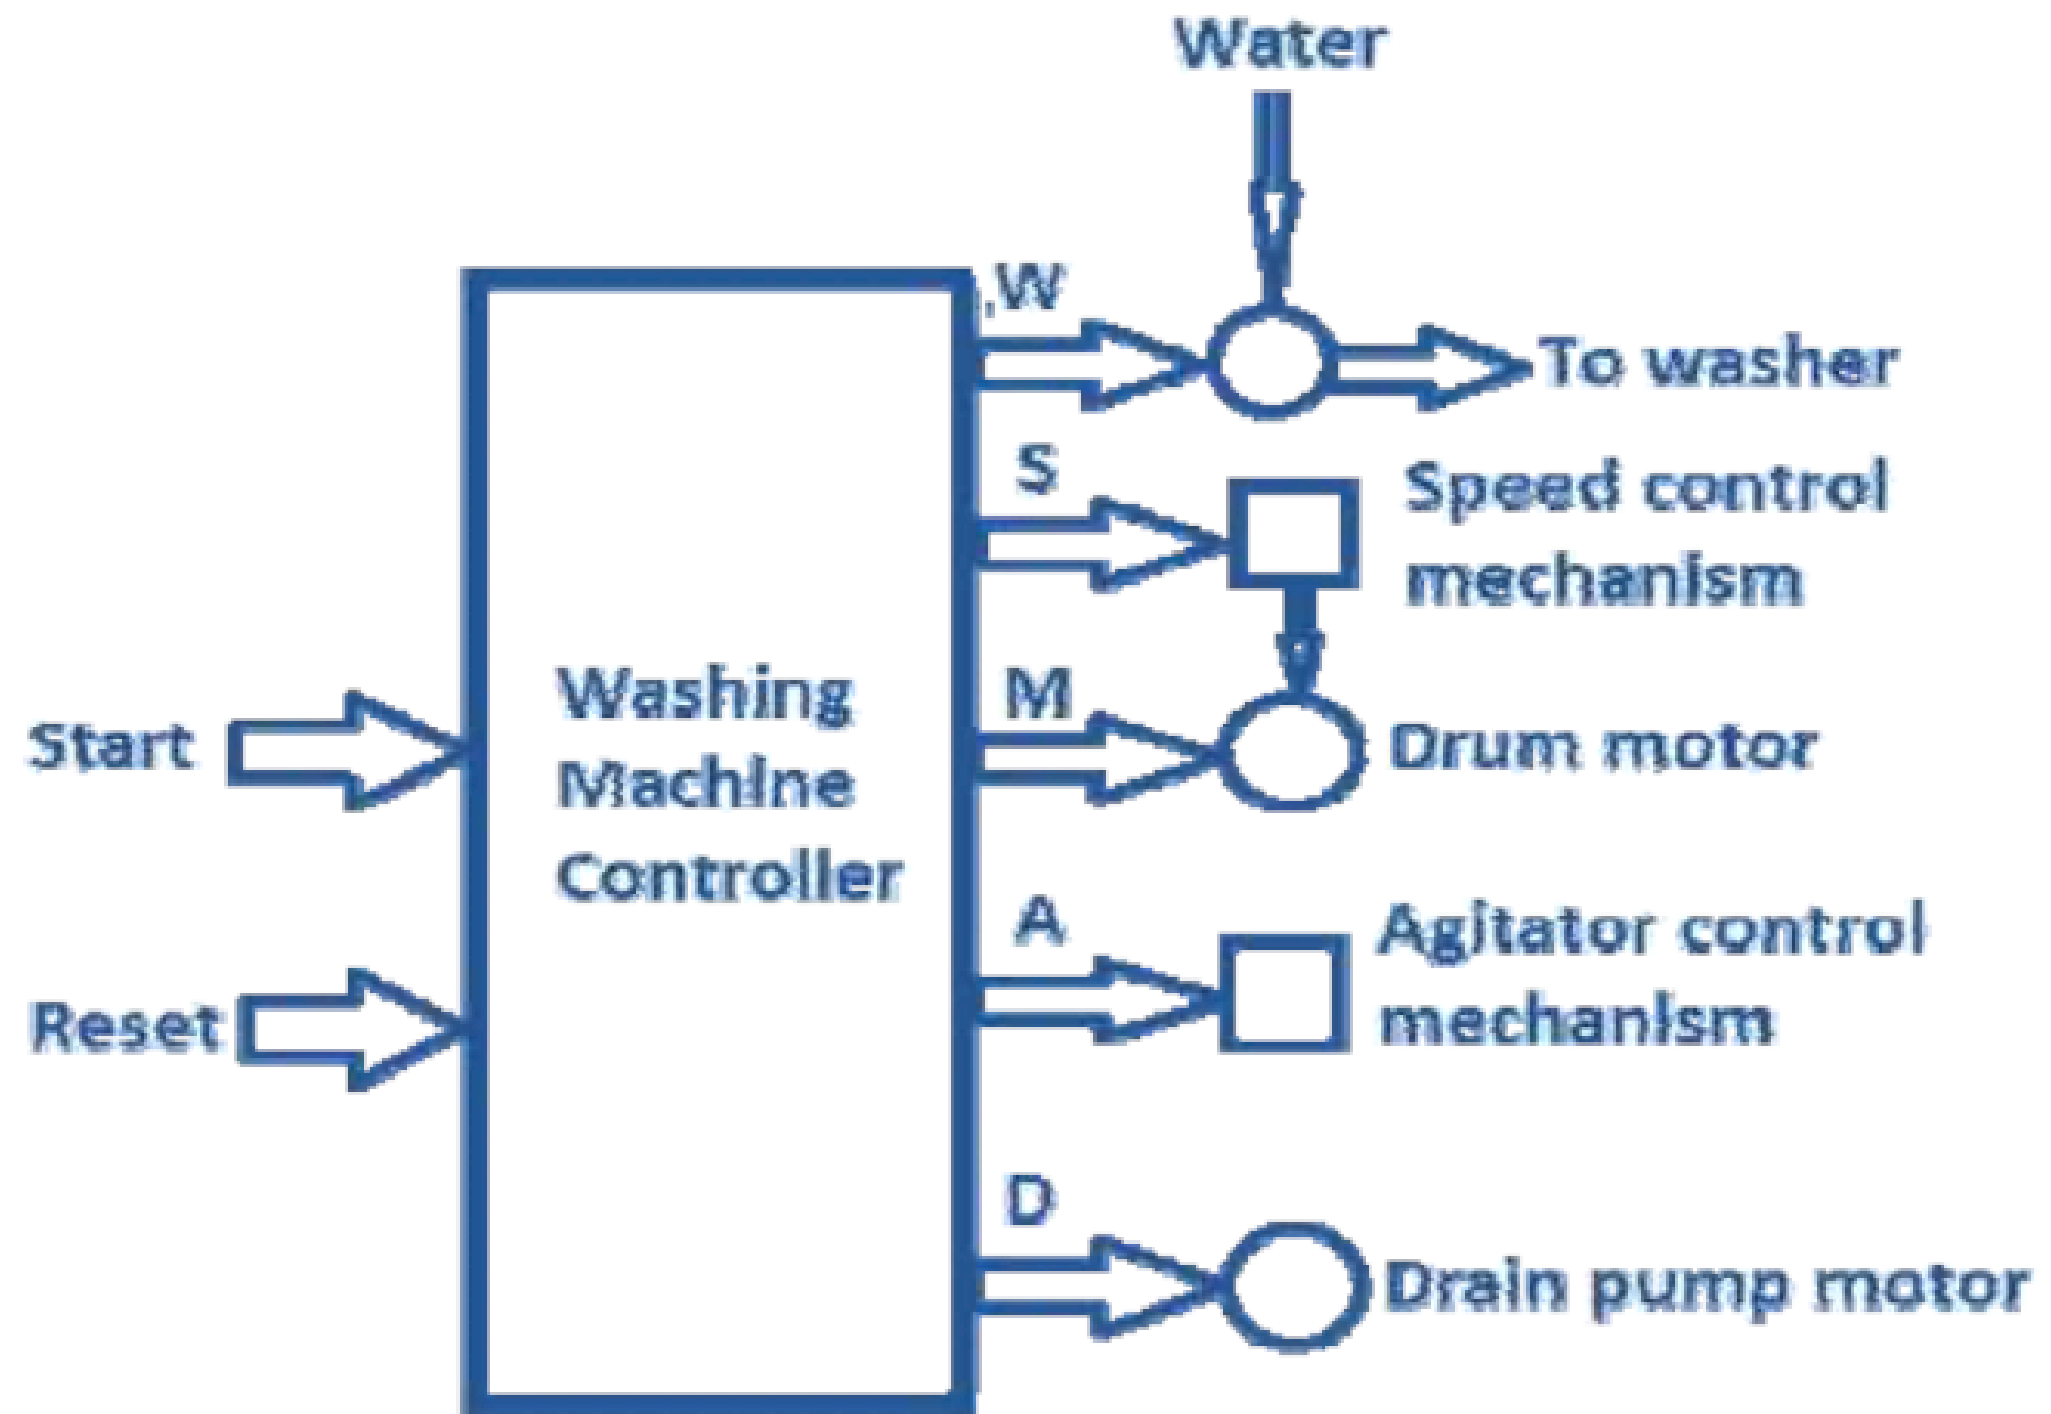 Water
,W
To washer
S
Speed control
mechanism
Washing
Machine
Controller
M
Start
Drum motor
A
Agitator control
mechanism
Reset
D
Drain pump motor